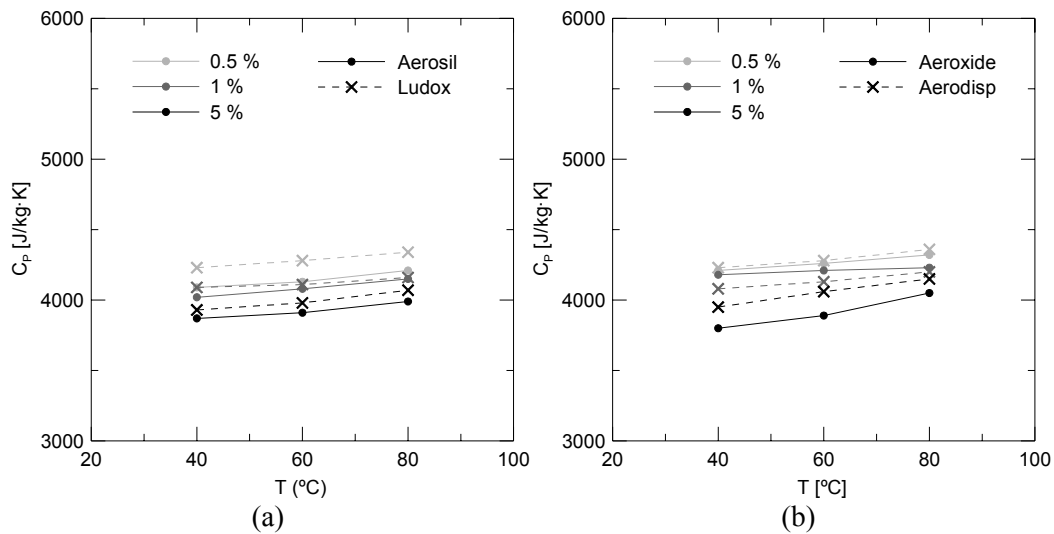 6000
5000
4000
3000
C_P [J/kg·K]
0.5 %
1 %
5 %
Aerosil
Ludox
20
40
60
80
100
T (ºC)
(a)
6000
5000
4000
3000
C_P [J/kg·K]
0.5 %
1 %
5 %
Aeroxide
Aerodisp
20
40
60
80
100
T [ºC]
(b)